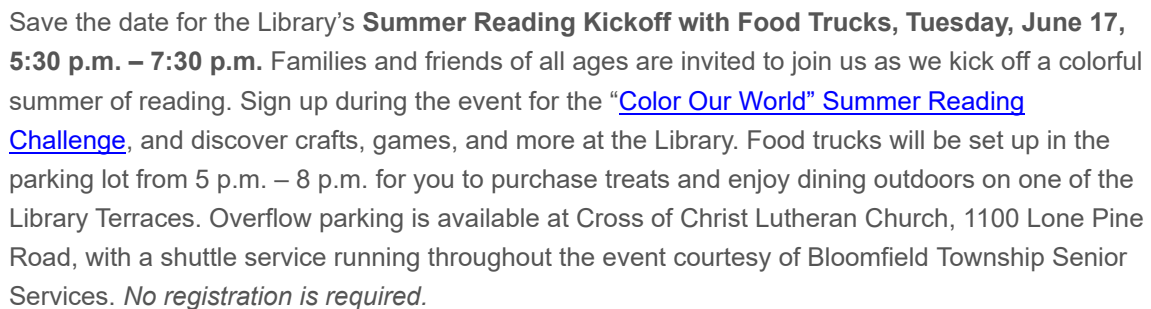 Save the date for the Library’s Summer Reading Kickoff with Food Trucks, Tuesday, June 17,
5:30 p.m. – 7:30 p.m. Families and friends of all ages are invited to join us as we kick off a colorful
summer of reading. Sign up during the event for the “Color Our World” Summer Reading
Challenge, and discover crafts, games, and more at the Library. Food trucks will be set up in the
parking lot from 5 p.m. – 8 p.m. for you to purchase treats and enjoy dining outdoors on one of the
Library Terraces. Overflow parking is available at Cross of Christ Lutheran Church, 1100 Lone Pine
Road, with a shuttle service running throughout the event courtesy of Bloomfield Township Senior
Services. No registration is required.